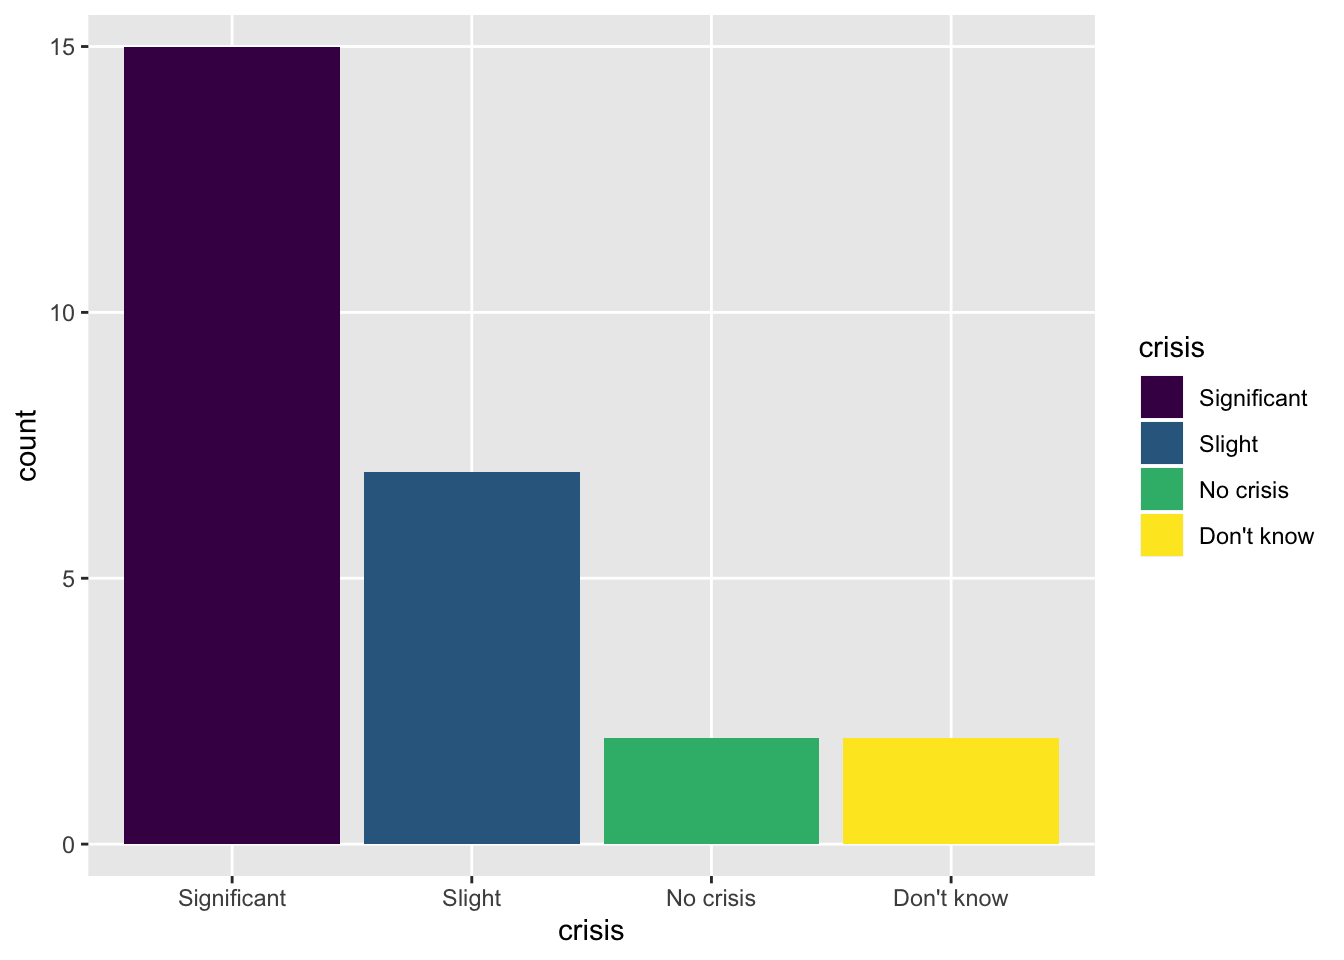 15
10
5
0
count
Significant
Slight
No crisis
Don't know
crisis
crisis
Significant
Slight
No crisis
Don't know